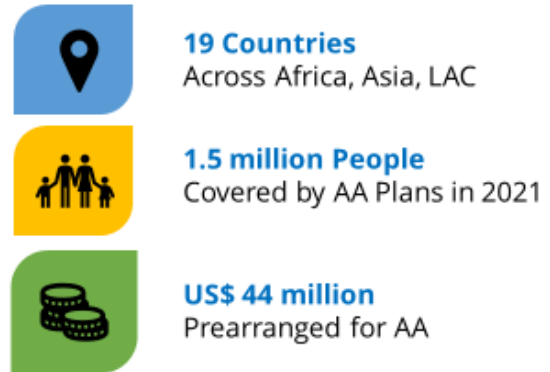 19 Countries
Across Africa, Asia, LAC
1.5 million People
Covered by AA Plans in 2021
US$ 44 million
Prearranged for AA